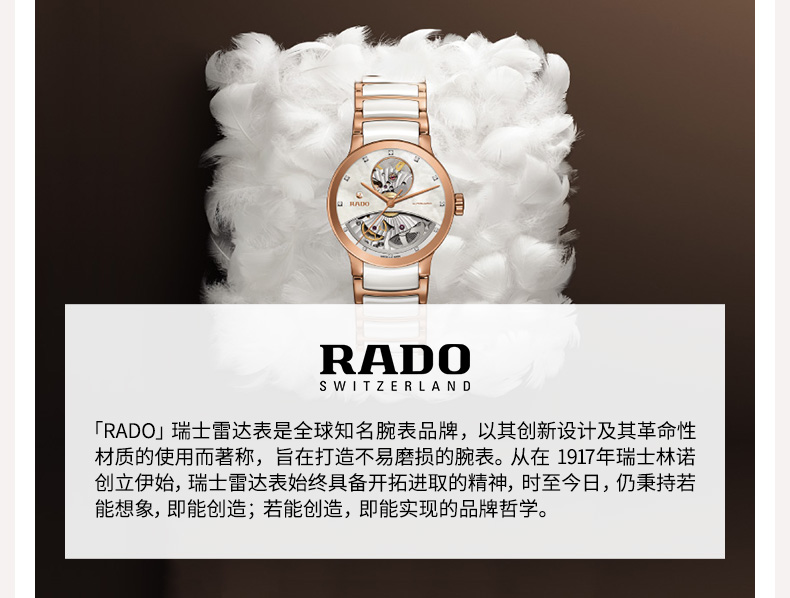 RADO
RADO
SWITZERLAND
「RADO」瑞士雷达表是全球知名腕表品牌，以其创新设计及其革命性
材质的使用而著称，旨在打造不易磨损的腕表。从在 1917年瑞士林诺
创立伊始，瑞士雷达表始终具备开拓进取的精神，时至今日，仍秉持若
能想象，即能创造；若能创造，即能实现的品牌哲学。